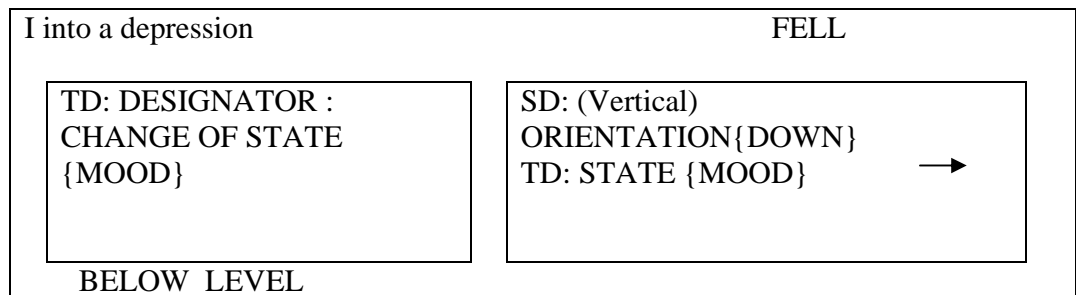 I into a depression FELL
TD: DESIGNATOR :
CHANGE OF STATE
{MOOD}
SD: (Vertical)
ORIENTATION{DOWN}
TD: STATE {MOOD}
BELOW LEVEL